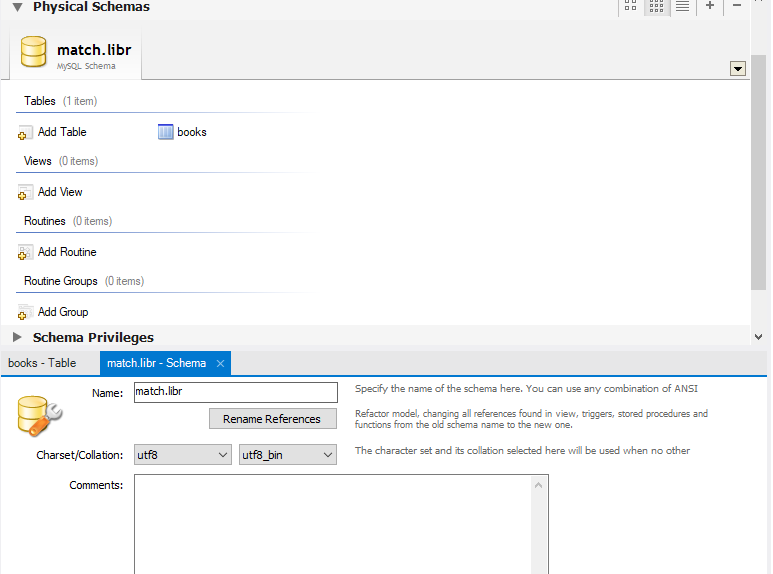 Physical Schemas
match.libr
MySQL Schema
Tables (1 item)
Add Table books
Views (0 items)
Add View
Routines (0 items)
Add Routine
Routine Groups (0 items)
Add Group
Schema Privileges
books - Table match.libr - Schema
Name: match.libr Specify the name of the schema here. You can use any combination of ANSI
Rename References Refactor model, changing all references found in view, triggers, stored procedures and
functions from the old schema name to the new one.
Charset/Collation: utf8 utf8_bin The character set and its collation selected here will be used when no other
Comments: